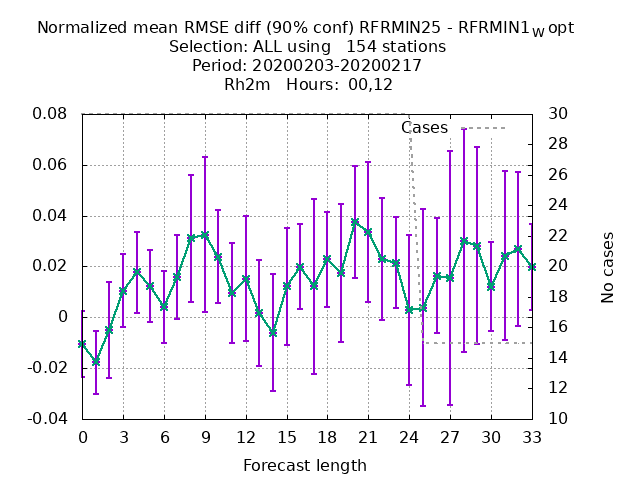 Normalized mean RMSE diff (90% conf) RFRMIN25 - RFRMIN1w opt
Selection: ALL using   154 stations
Period: 20200203-20200217
Rh2m   Hours:  00,12
Cases
0.08
0.06
0.04
0.02
0
-0.02
-0.04
30
28
26
24
22
20
18
16
14
12
10
No cases
0 3 6 9 12 15 18 21 24 27 30 33
Forecast length